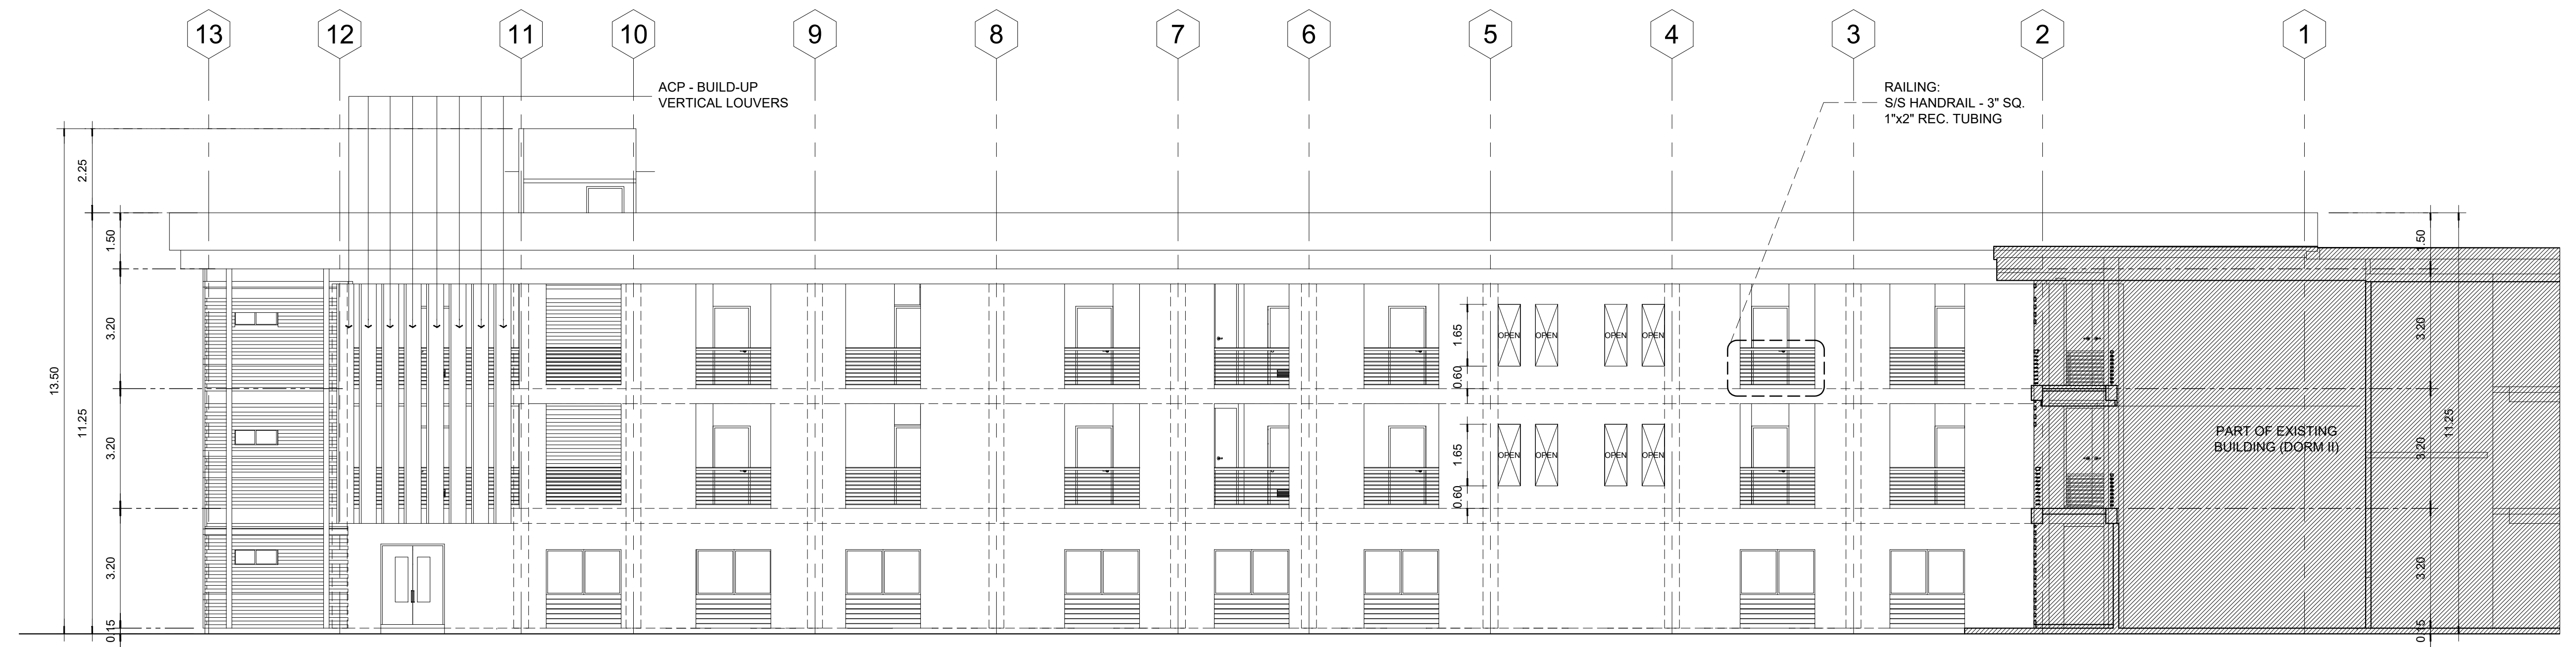 13 12 11 10 9 8 7 6 5 4 3 2 1
ACP - BUILD-UP
VERTICAL LOUVERS
RAILING:
S/S HANDRAIL - 3" SQ.
1"x2" REC. TUBING
2.25
1.50
1.50
3.20
1.65
OPEN OPEN OPEN OPEN
3.20
13.50
0.60
11.25
11.25
3.20
1.65
OPEN OPEN OPEN OPEN
PART OF EXISTING
BUILDING (DORM II)
3.20
0.60
3.20
3.20
0.15
0.15